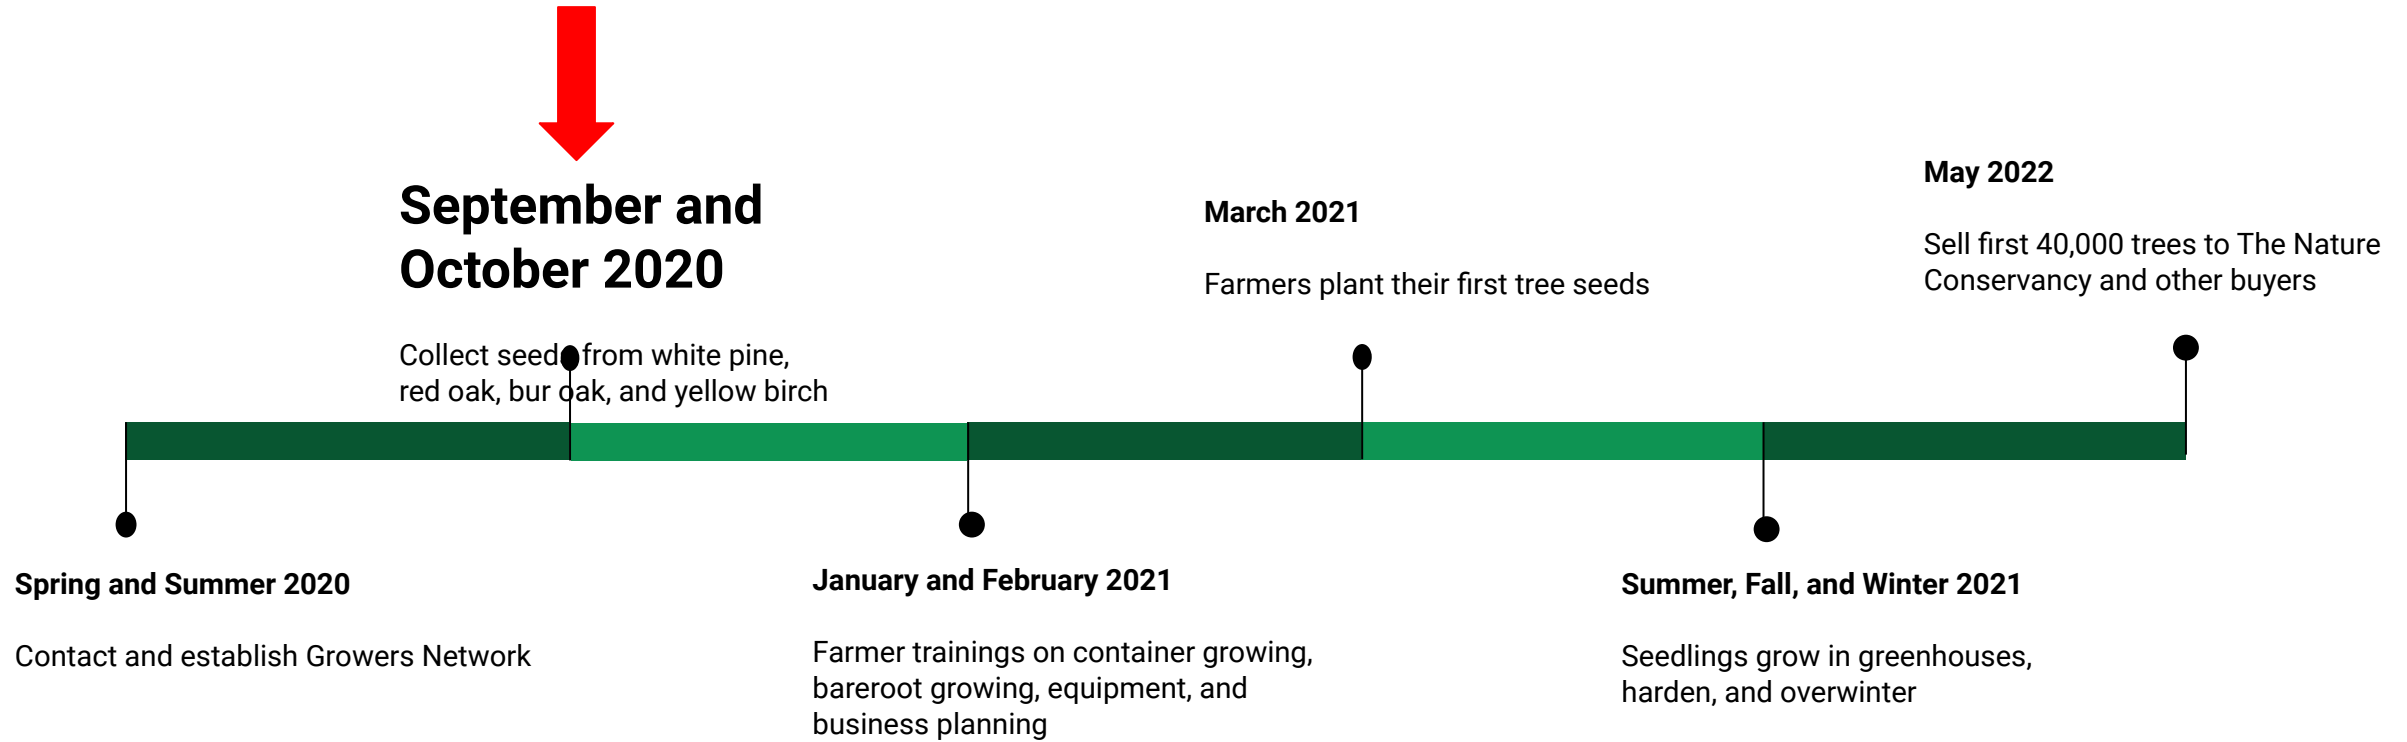 September and
October 2020
Collect seeds from white pine,
red oak, bur oak, and yellow birch
March 2021
Farmers plant their first tree seeds
May 2022
Sell first 40,000 trees to The Nature
Conservancy and other buyers
Spring and Summer 2020
Contact and establish Growers Network
January and February 2021
Farmer trainings on container growing,
bareroot growing, equipment, and
business planning
Summer, Fall, and Winter 2021
Seedlings grow in greenhouses,
harden, and overwinter